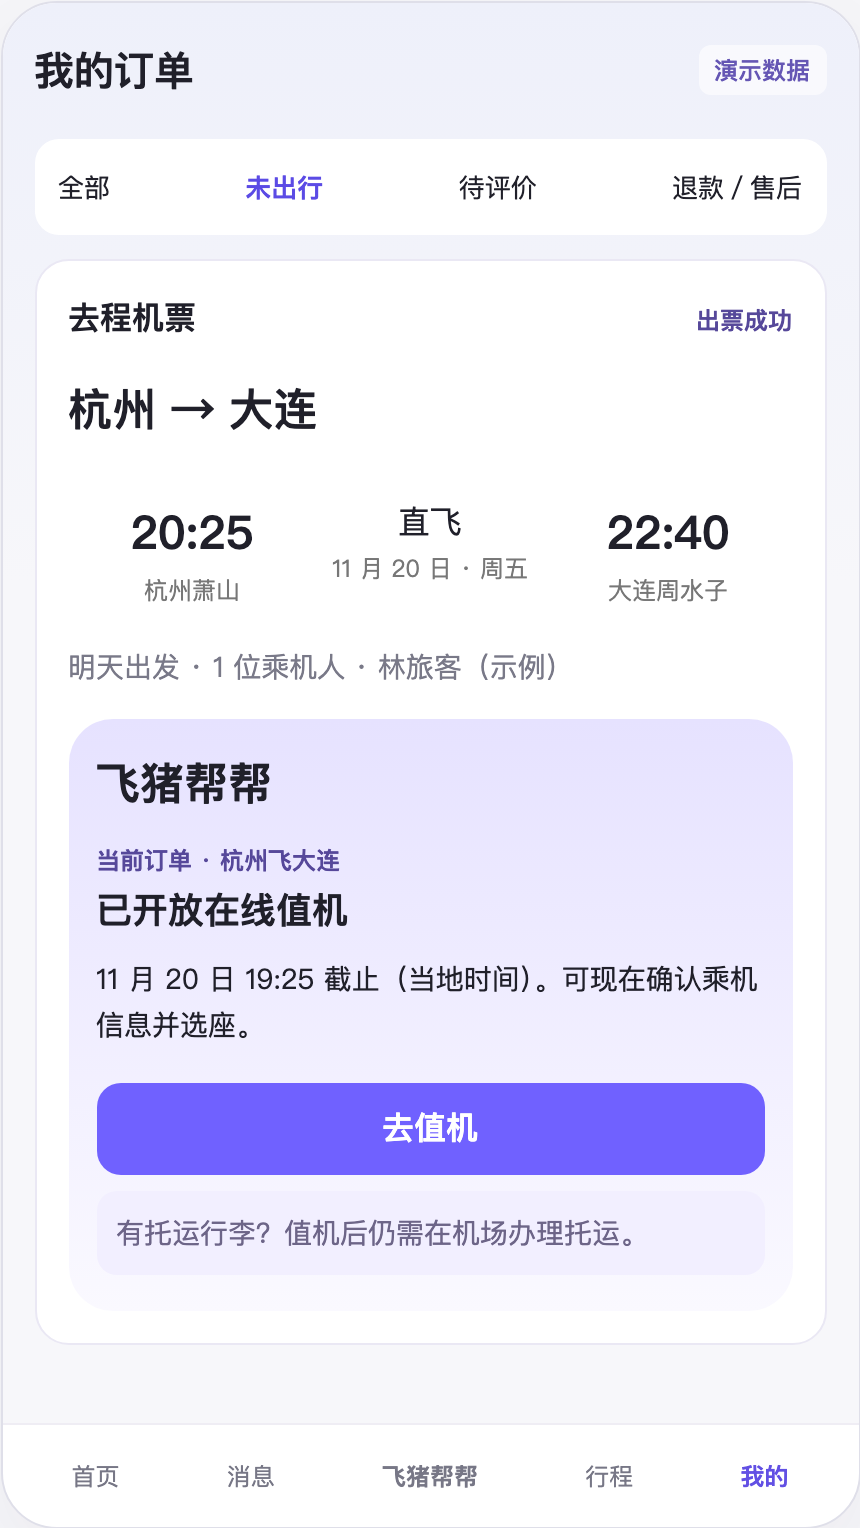 我的订单
演示数据
全部
未出行
待评价
退款 / 售后
去程机票
出票成功
杭州 → 大连
20:25
直飞
22:40
杭州萧山
11 月 20 日 · 周五
大连周水子
明天出发 · 1 位乘机人 · 林旅客（示例）
飞猪帮帮
当前订单 · 杭州飞大连
已开放在线值机
11 月 20 日 19:25 截止（当地时间）。可现在确认乘机
信息并选座。
去值机
有托运行李？值机后仍需在机场办理托运。
首页
消息
飞猪帮帮
行程
我的